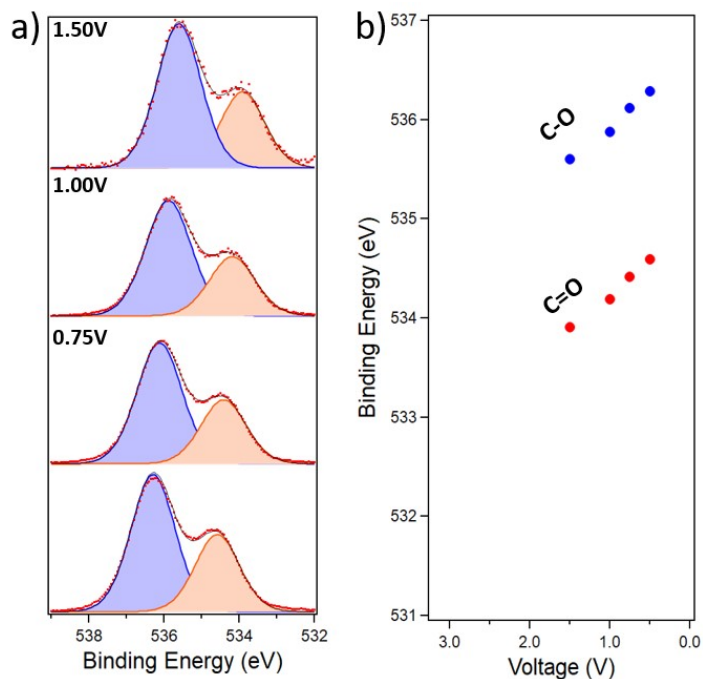 a)
1.50V
1.00V
0.75V
538
536
534
532
Binding Energy (eV)
b)
537
536
535
534
533
532
531
Binding Energy (eV)
C-O
C=O
3.0
2.0
1.0
0.0
Voltage (V)